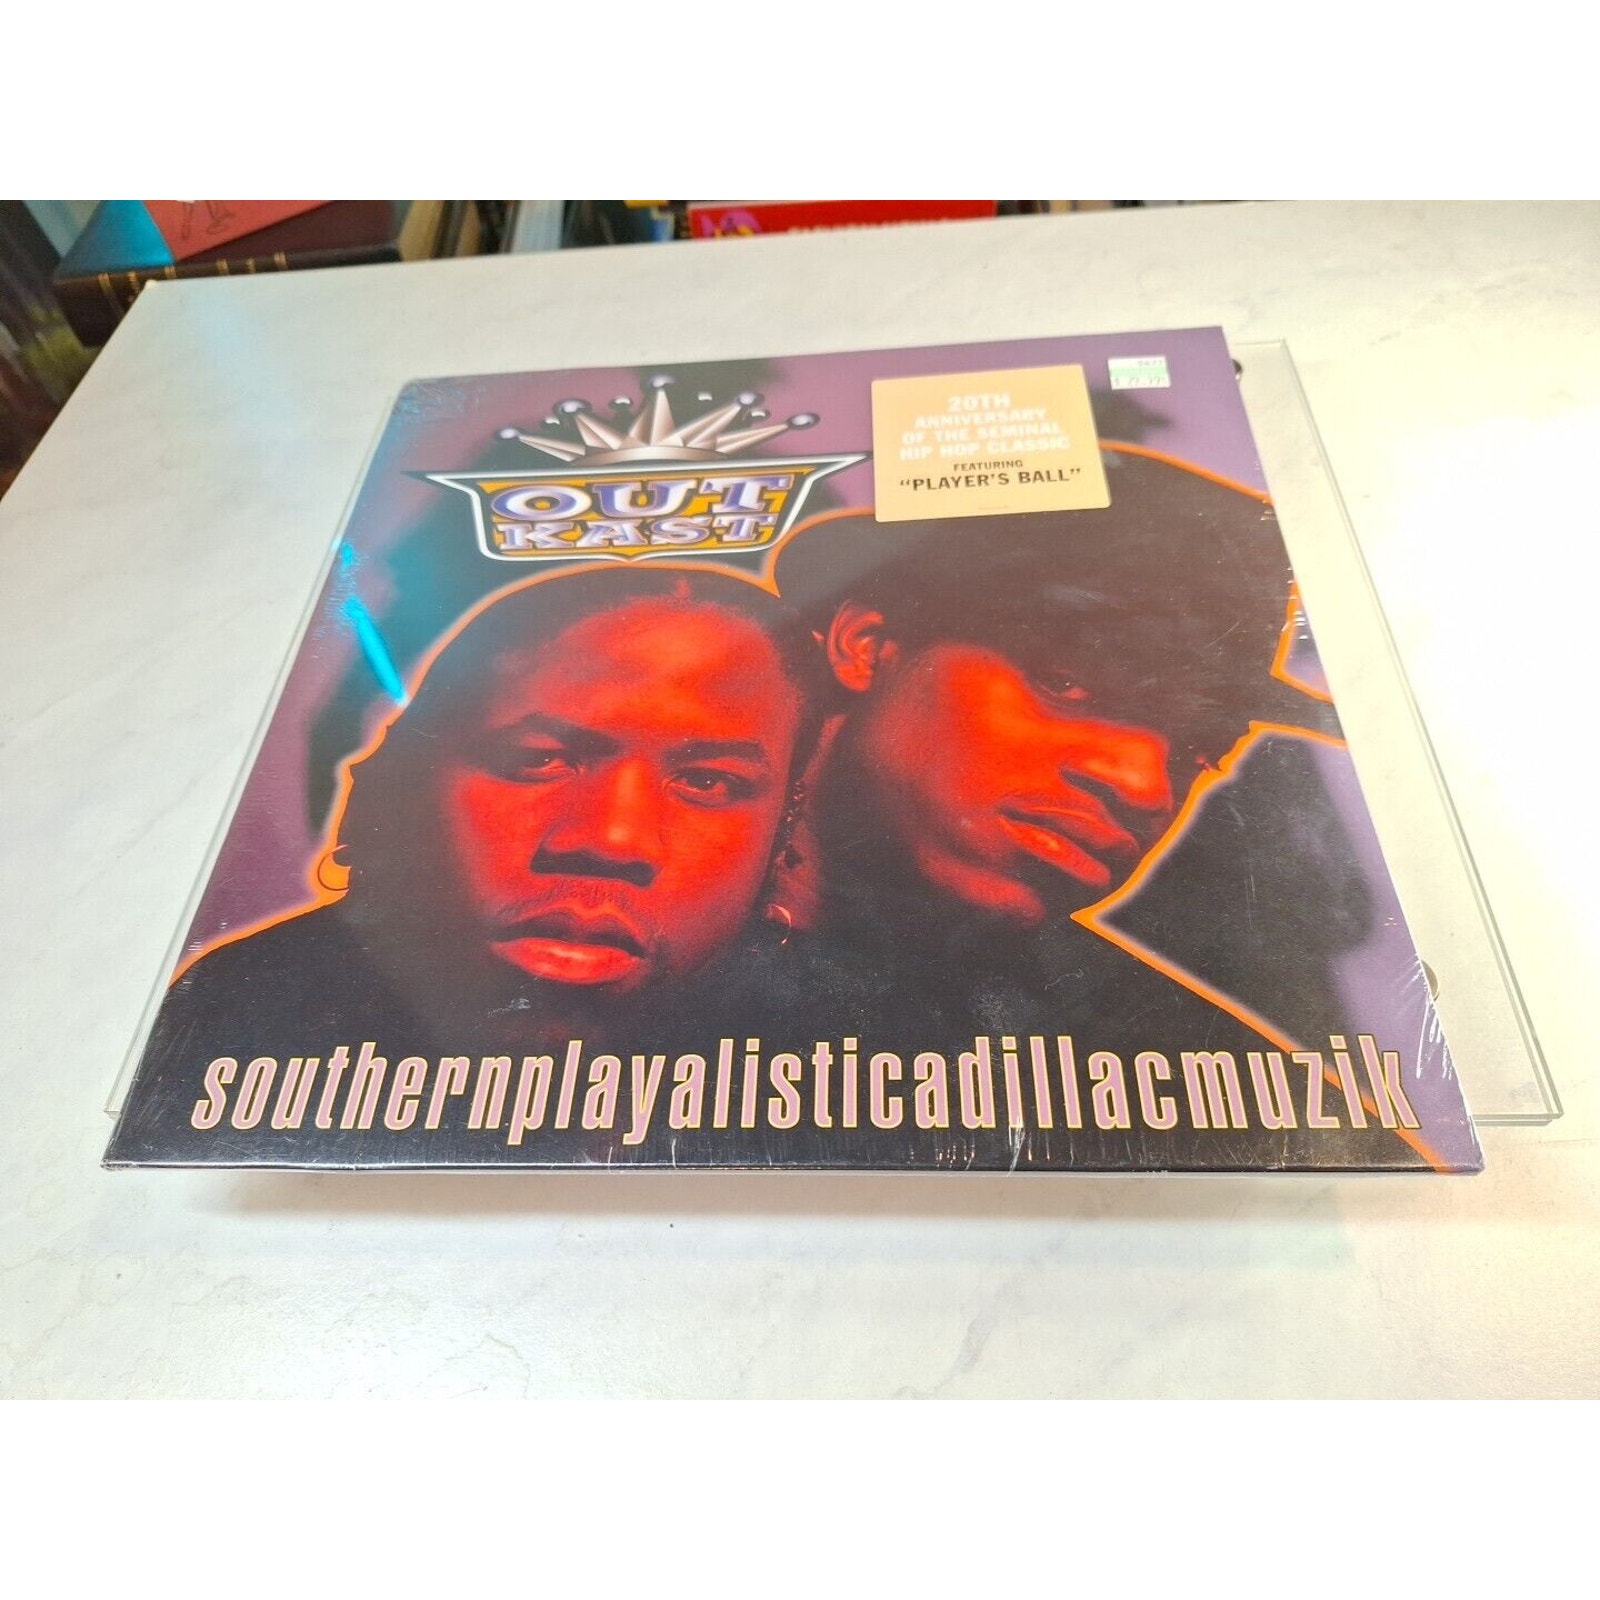 OUT
KAST
20TH
ANNIVERSARY
OF THE SEMINAL
HIP HOP CLASSIC
FEATURING
“PLAYER'S BALL”
southernplayalisticadillacmuzik